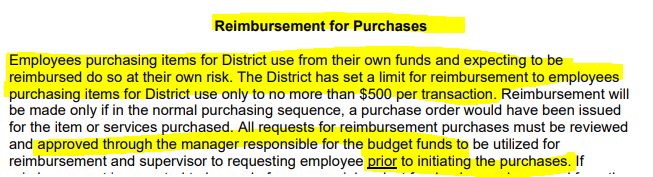 Reimbursement for Purchases
Employees purchasing items for District use from their own funds and expecting to be
reimbursed do so at their own risk. The District has set a limit for reimbursement to employees
purchasing items for District use only to no more than $500 per transaction. Reimbursement will
be made only if in the normal purchasing sequence, a purchase order would have been issued
for the item or services purchased. All requests for reimbursement purchases must be reviewed
and approved through the manager responsible for the budget funds to be utilized for
reimbursement and supervisor to requesting employee prior to initiating the purchases. If